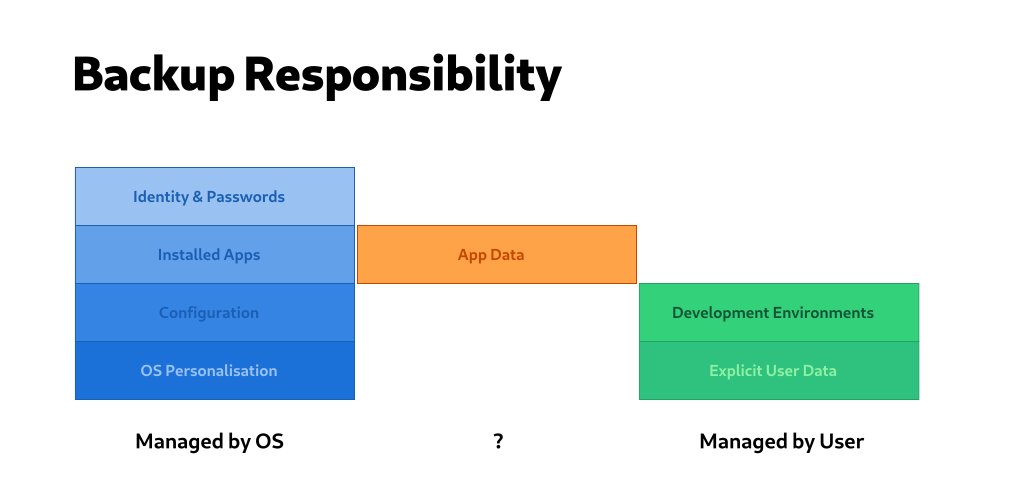 Backup Responsibility
Identity & Passwords
Installed Apps
App Data
Configuration
Development Environments
OS Personalisation
Explicit User Data
Managed by OS
?
Managed by User